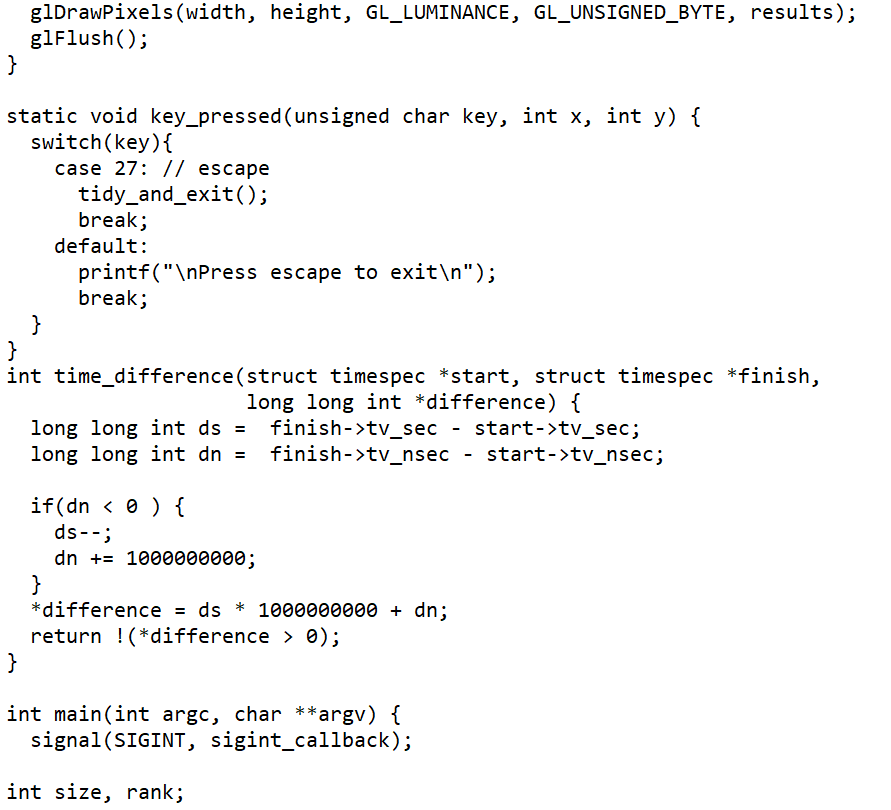 glDrawPixels(width, height, GL_LUMINANCE, GL_UNSIGNED_BYTE, results);
  glFlush();
}

static void key_pressed(unsigned char key, int x, int y) {
  switch(key){
    case 27: // escape
      tidy_and_exit();
      break;
    default:
      printf("\nPress escape to exit\n");
      break;
  }
}
int time_difference(struct timespec *start, struct timespec *finish,
                    long long int *difference) {
  long long int ds =  finish->tv_sec - start->tv_sec;
  long long int dn =  finish->tv_nsec - start->tv_nsec;

  if(dn < 0 ) {
    ds--;
    dn += 1000000000;
  }
  *difference = ds * 1000000000 + dn;
  return !(*difference > 0);
}

int main(int argc, char **argv) {
  signal(SIGINT, sigint_callback);

int size, rank;